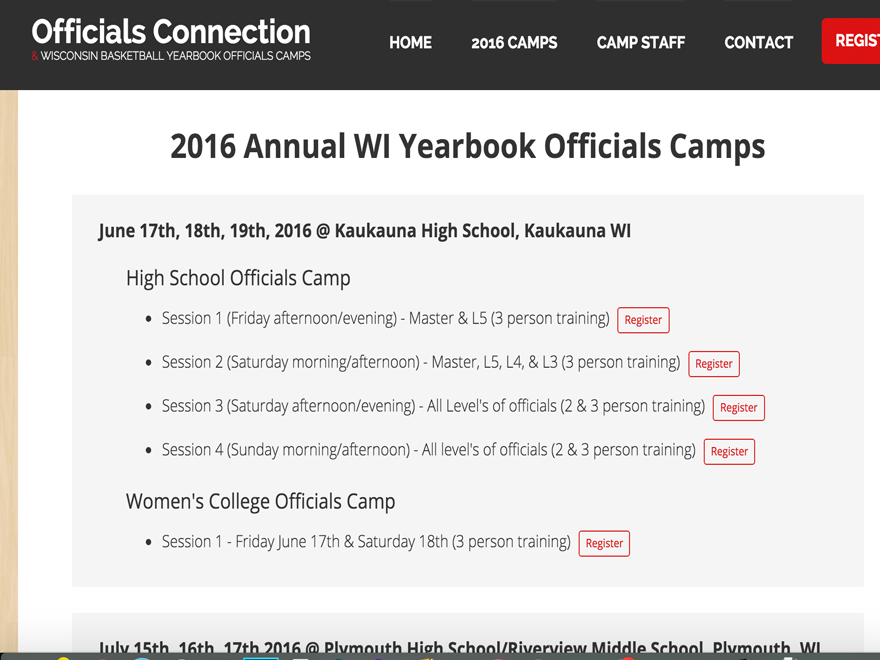 Officials Connection
& WISCONSIN BASKETBALL YEARBOOK OFFICIALS CAMPS
HOME
2016 CAMPS
CAMP STAFF
CONTACT
REGIST
2016 Annual WI Yearbook Officials Camps
June 17th, 18th, 19th, 2016 @ Kaukauna High School, Kaukauna WI
High School Officials Camp
Session 1 (Friday afternoon/evening) - Master & L5 (3 person training) Register
Session 2 (Saturday morning/afternoon) - Master, L5, L4, & L3 (3 person training) Register
Session 3 (Saturday afternoon/evening) - All Level's of officials (2 & 3 person training) Register
Session 4 (Sunday morning/afternoon) - All level's of officials (2 & 3 person training) Register
Women's College Officials Camp
Session 1 - Friday June 17th & Saturday 18th (3 person training) Register
July 15th, 16th, 17th 2016 @ Plymouth High School/Riverview Middle School, Plymouth, WI